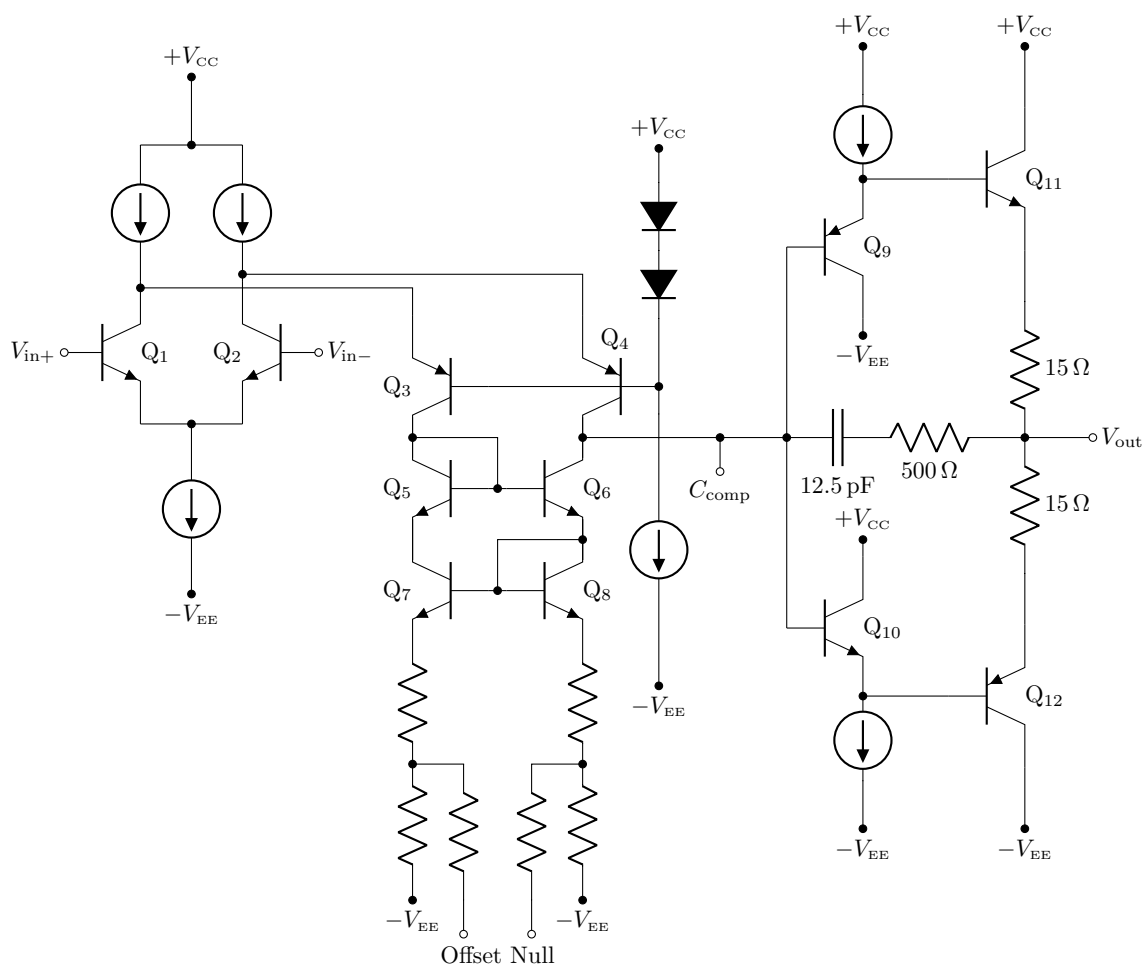 +V_CC
+V_CC
+V_CC
+V_CC
Q_11
Q_9
V_in+
Q_1
Q_2
V_in−
Q_4
−V_EE
15 Ω
Q_3
V_out
Q_5
Q_6
C_comp
12.5 pF
500 Ω
15 Ω
+V_CC
Q_7
Q_8
−V_EE
Q_10
−V_EE
Q_12
−V_EE
−V_EE
−V_EE
−V_EE
Offset Null